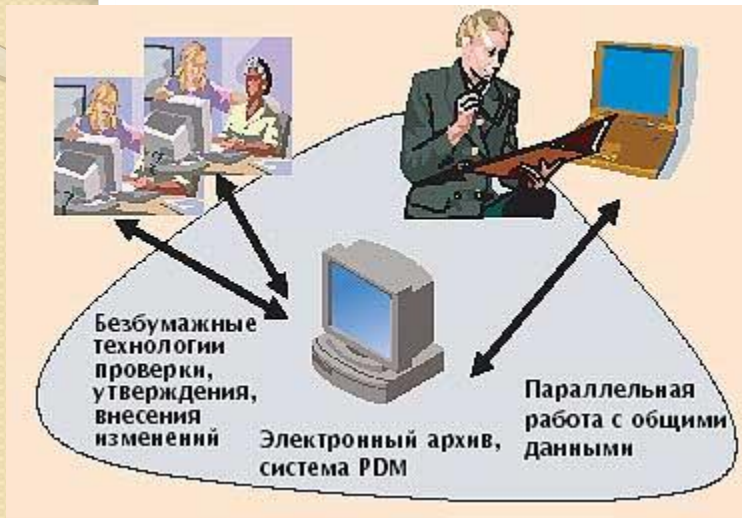 Безбумажные
технологии
проверки,
утверждения,
внесения
изменений
Электронный архив,
система PDM
Параллельная
работа с общими
данными